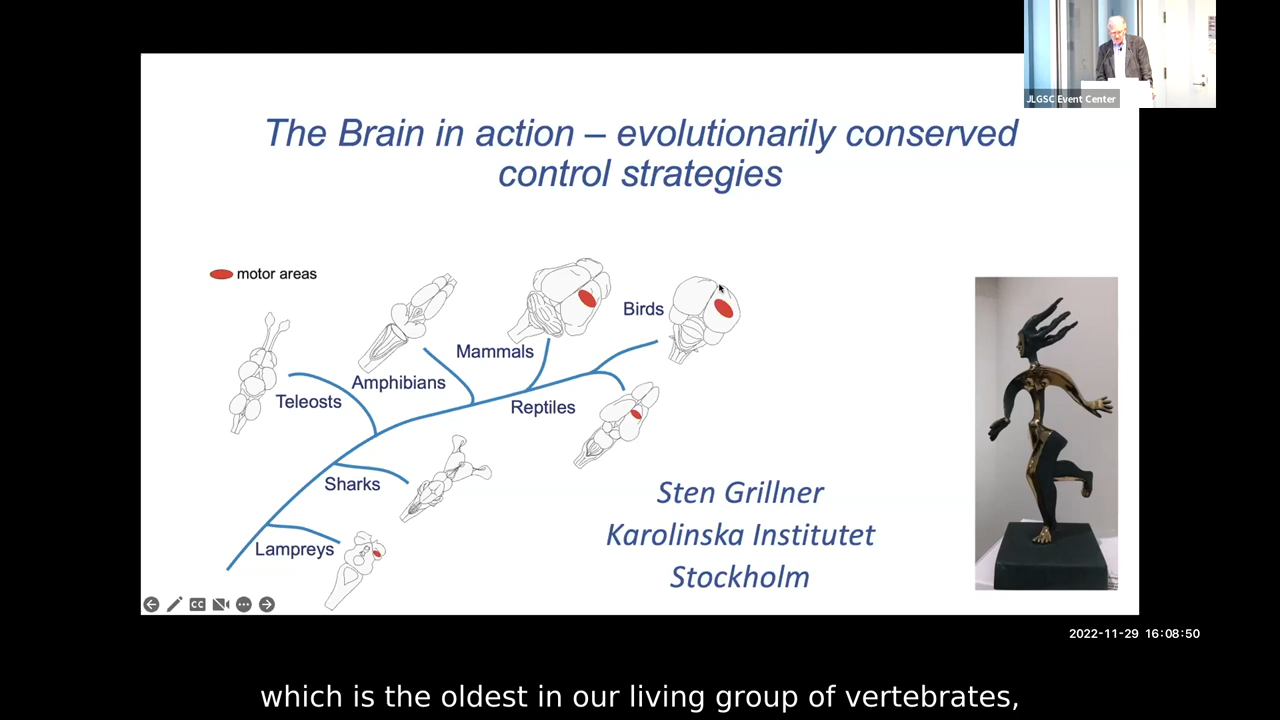 JLGSC Event Center
The Brain in action – evolutionarily conserved
control strategies
motor areas
Birds
Mammals
Amphibians
Teleosts
Reptiles
Sharks
Lampreys
Sten Grillner
Karolinska Institutet
Stockholm
CC
2022-11-29 16:08:50
which is the oldest in our living group of vertebrates,